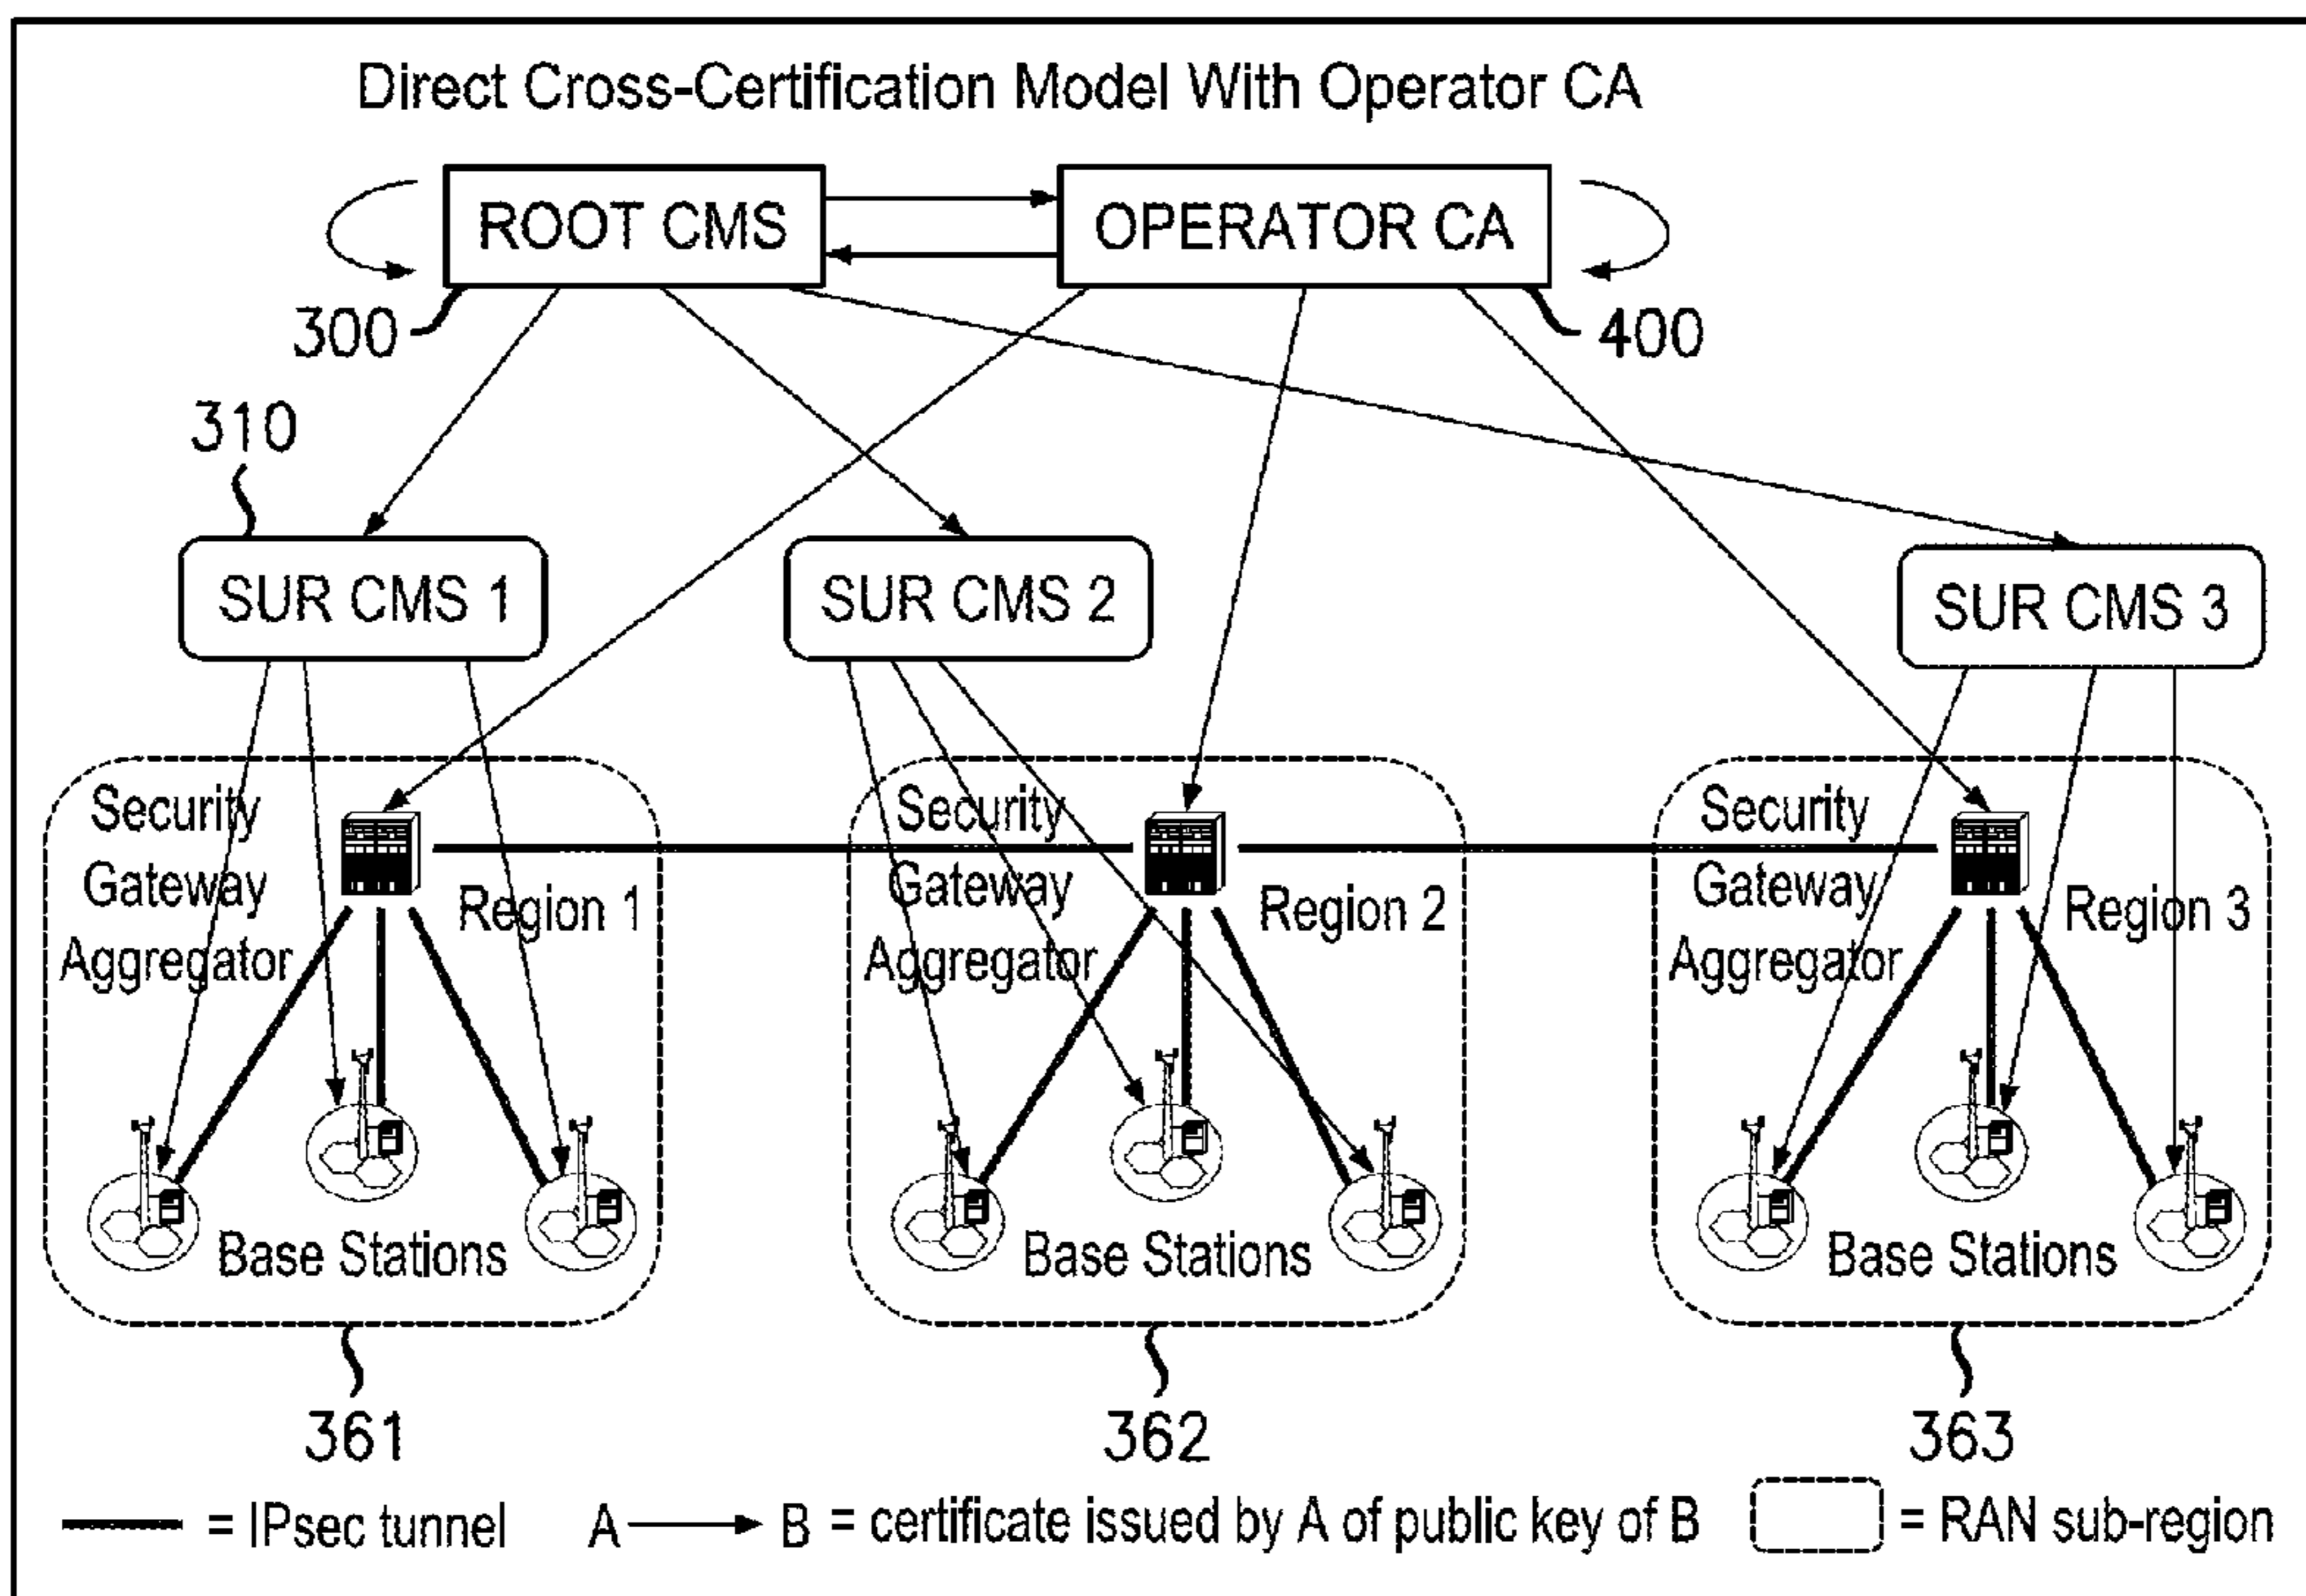 Direct Cross-Certification Model With Operator CA
ROOT CMS
OPERATOR CA
300
400
310
SUR CMS 1
SUR CMS 2
SUR CMS 3
Security
Gateway
Aggregator
Region 1
Security
Gateway
Aggregator
Region 2
Security
Gateway
Aggregator
Region 3
Base Stations
Base Stations
Base Stations
361
362
363
= IPsec tunnel
A B = certificate issued by A of public key of B
= RAN sub-region